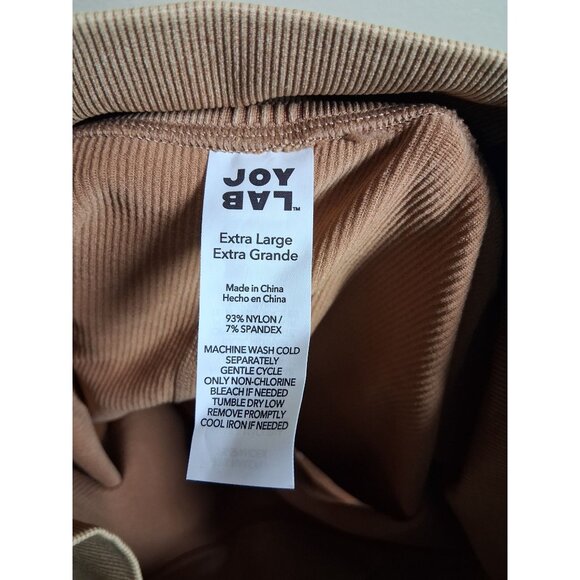 JOY
LAB™
Extra Large
Extra Grande
Made in China
Hecho en China
93% NYLON /
7% SPANDEX
MACHINE WASH COLD
SEPARATELY
GENTLE CYCLE
ONLY NON-CHLORINE
BLEACH IF NEEDED
TUMBLE DRY LOW
REMOVE PROMPTLY
COOL IRON IF NEEDED